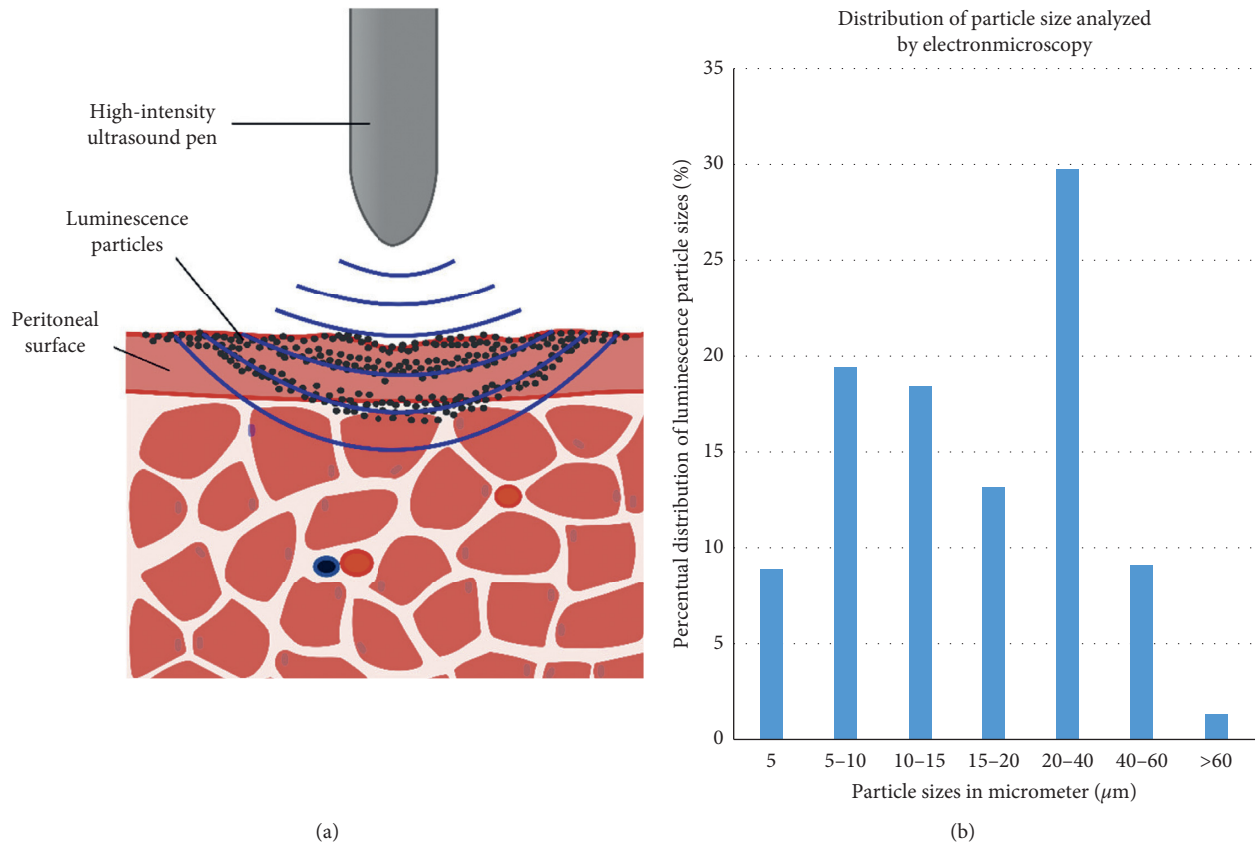 High-intensity
ultrasound pen
Luminescence
particles
Peritoneal
surface
(a)
Distribution of particle size analyzed
by electronmicroscopy
Percentual distribution of luminescence particle sizes (%)
35
30
25
20
15
10
5
0
5
5–10
10–15
15–20
20–40
40–60
>60
Particle sizes in micrometer (μm)
(b)